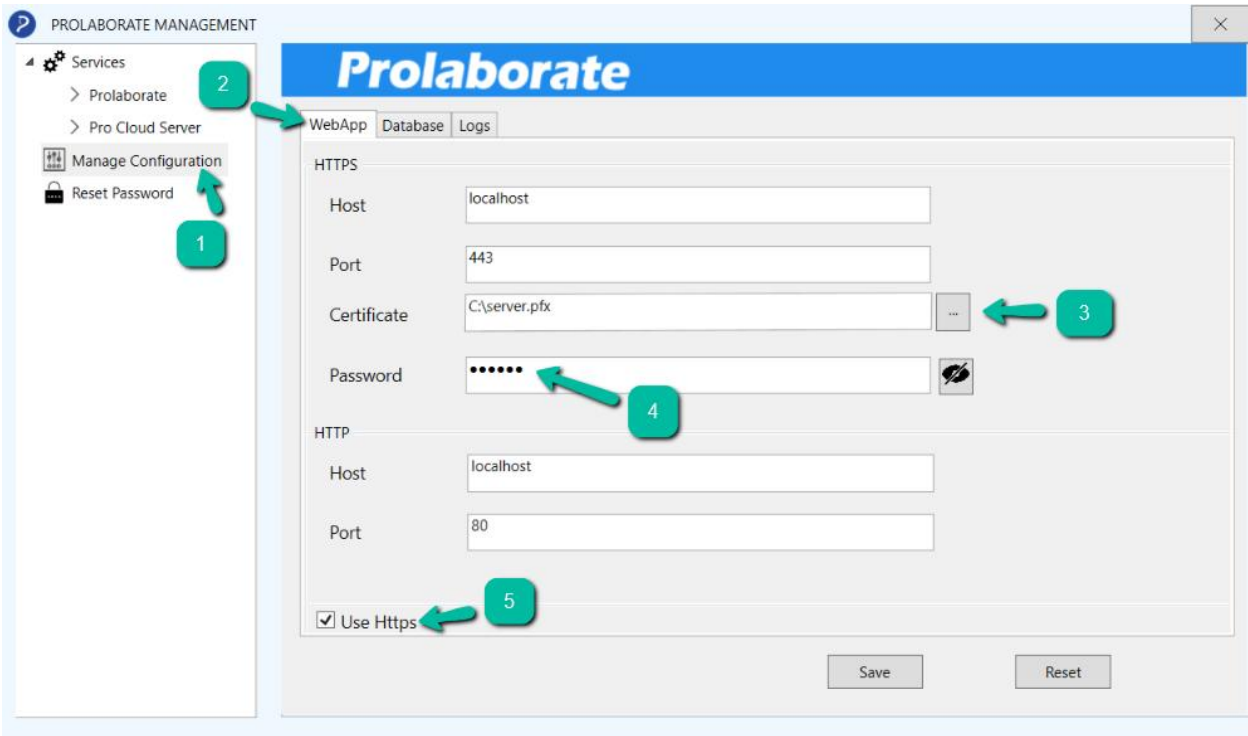 PROLABORATE MANAGEMENT
Services
Prolaborate
Pro Cloud Server
Manage Configuration
Reset Password
1
2
Prolaborate
WebApp Database Logs
HTTPS
Host localhost
Port 443
Certificate C:\server.pfx ... 3
Password •••••• 4
HTTP
Host localhost
Port 80
5
Use Https
Save Reset